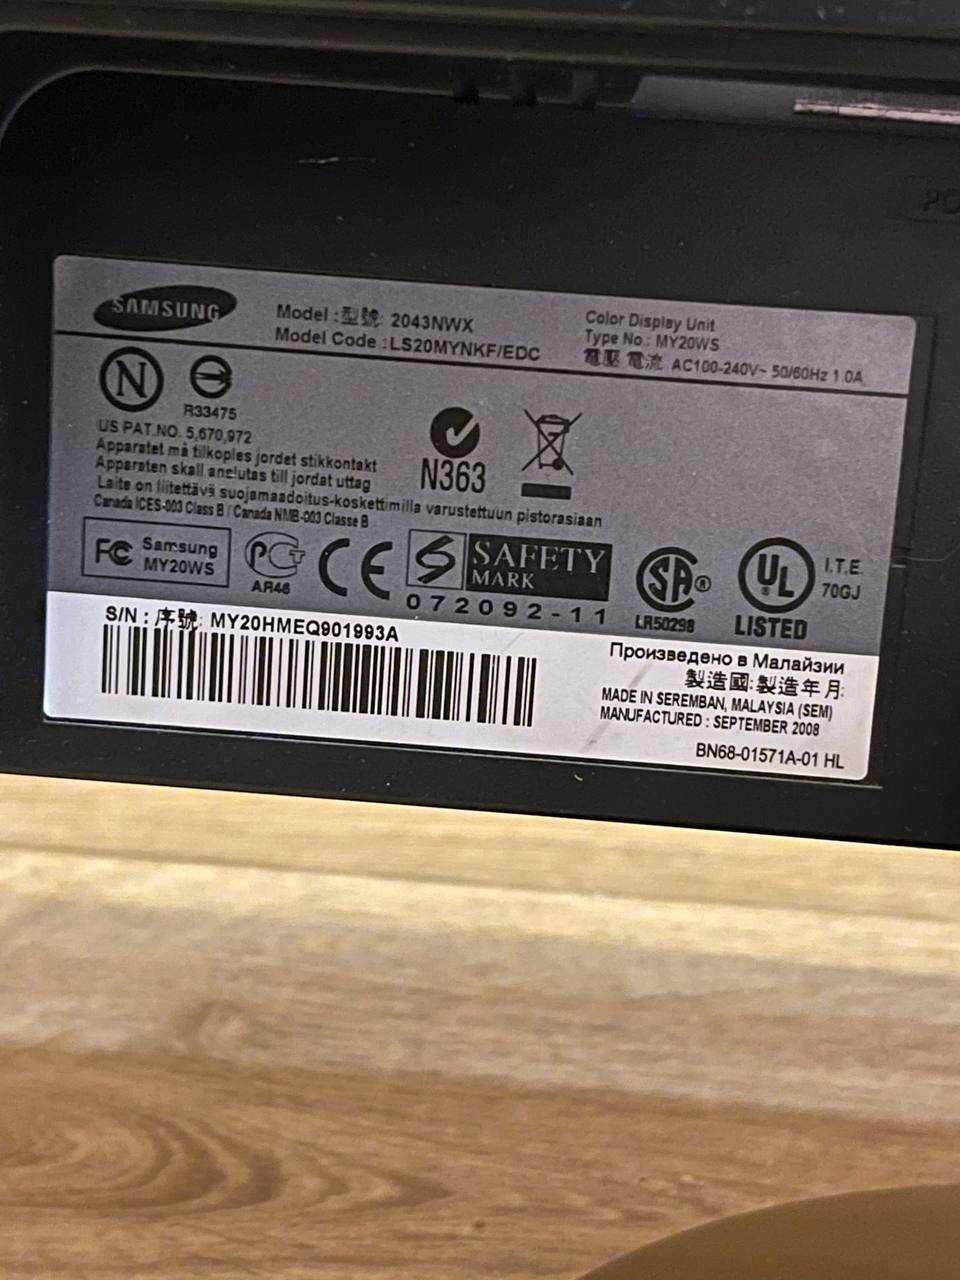 SAMSUNG
Model : 型號: 2043NWX
Model Code : LS20MYNKF/EDC
Color Display Unit
Type No.: MY20WS
電壓 電流 AC100-240V~ 50/60Hz 1.0A
N
R33475
US PAT.NO. 5,670,972
Apparatet må tilkoples jordet stikkontakt
Apparaten skall anslutas till jordat uttag
Laite on liitettävä suojamaadoitus-koskettimilla varustettuun pistorasiaan
Canada ICES-003 Class B / Canada NMB-003 Classe B
N363
FC Samsung
MY20WS
PCT
AR46
CE
S SAFETY
MARK
072092-11
SA®
LR50298
UL®
LISTED
I.T.E.
70GJ
S/N : 序號: MY20HMEQ901993A
Произведено в Малайзии
製造國: 製造年月:
MADE IN SEREMBAN, MALAYSIA (SEM)
MANUFACTURED : SEPTEMBER 2008
BN68-01571A-01 HL